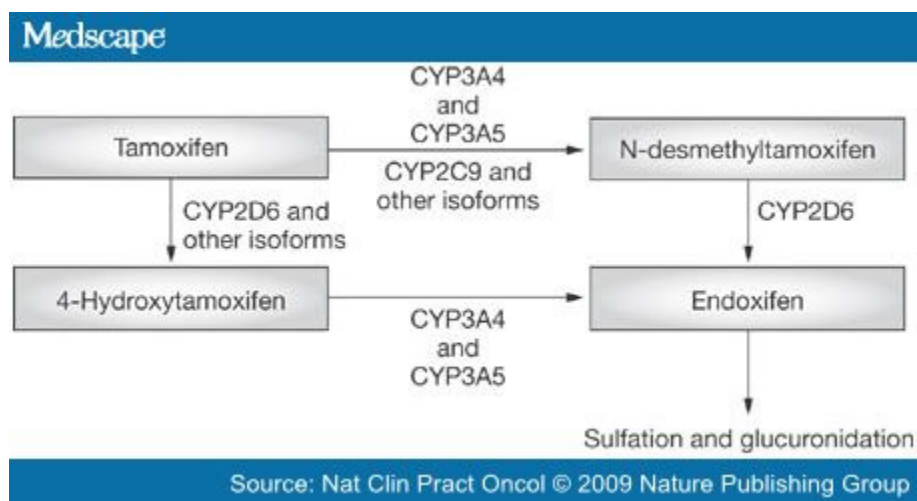 Medscape
CYP3A4
and
CYP3A5
Tamoxifen
N-desmethyltamoxifen
CYP2C9 and
other isoforms
CYP2D6 and
other isoforms
CYP2D6
4-Hydroxytamoxifen
Endoxifen
CYP3A4
and
CYP3A5
Sulfation and glucuronidation
Source: Nat Clin Pract Oncol © 2009 Nature Publishing Group